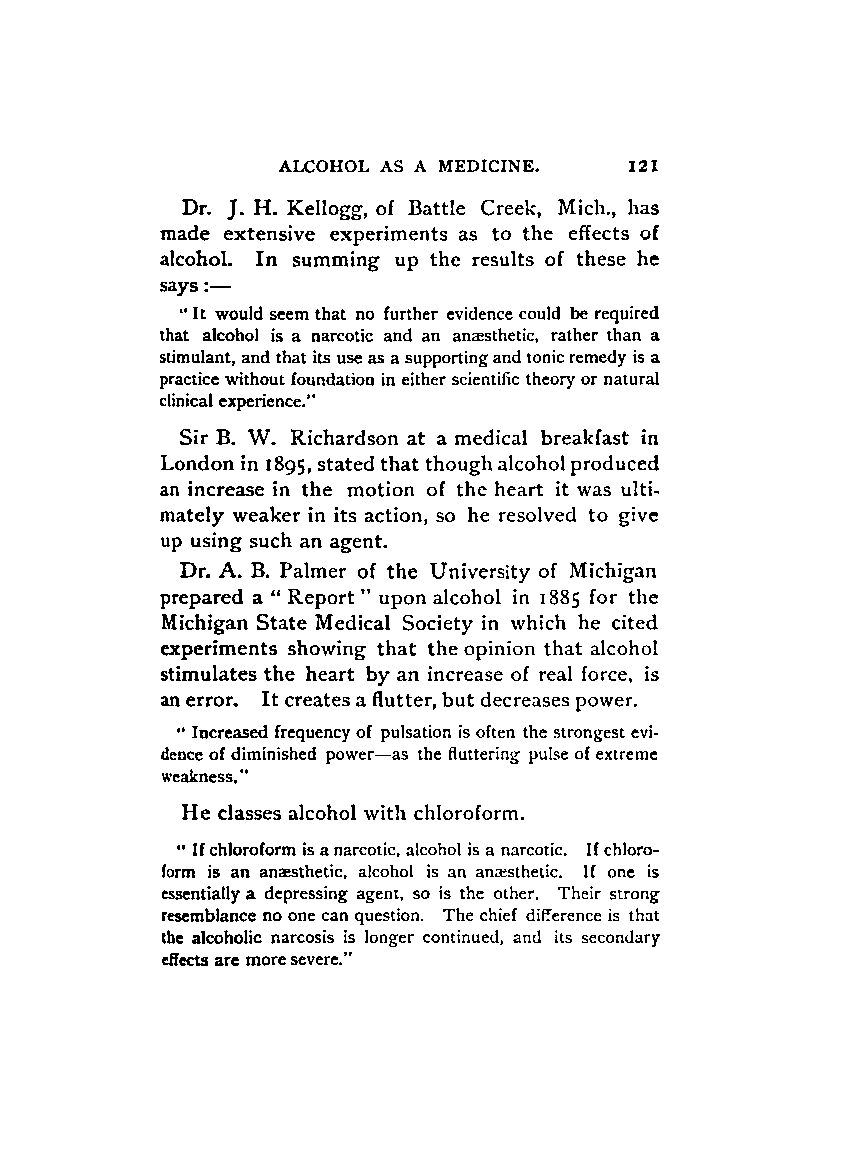 ALCOHOL AS A MEDICINE. 121
Dr. J. H. Kellogg, of Battle Creek, Mich., has
made extensive experiments as to the effects of
alcohol. In summing up the results of these he
says :—
" It would seem that no further evidence could be required
that alcohol is a narcotic and an anæsthetic, rather than a
stimulant, and that its use as a supporting and tonic remedy is a
practice without foundation in either scientific theory or natural
clinical experience."
Sir B. W. Richardson at a medical breakfast in
London in 1895, stated that though alcohol produced
an increase in the motion of the heart it was ulti-
mately weaker in its action, so he resolved to give
up using such an agent.
Dr. A. B. Palmer of the University of Michigan
prepared a " Report " upon alcohol in 1885 for the
Michigan State Medical Society in which he cited
experiments showing that the opinion that alcohol
stimulates the heart by an increase of real force, is
an error. It creates a flutter, but decreases power.
" Increased frequency of pulsation is often the strongest evi-
dence of diminished power—as the fluttering pulse of extreme
weakness."
He classes alcohol with chloroform.
" If chloroform is a narcotic, alcohol is a narcotic. If chloro-
form is an anæsthetic, alcohol is an anæsthetic. If one is
essentially a depressing agent, so is the other. Their strong
resemblance no one can question. The chief difference is that
the alcoholic narcosis is longer continued, and its secondary
effects are more severe."